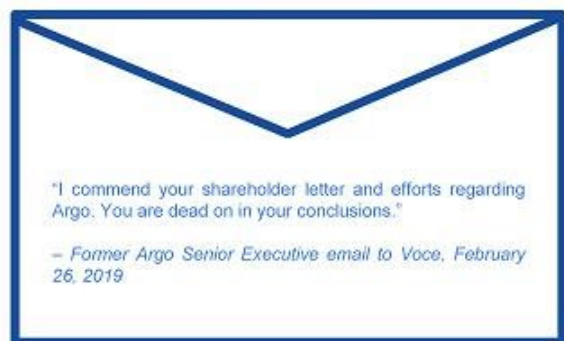 “I commend your shareholder letter and efforts regarding
Argo. You are dead on in your conclusions.”
– Former Argo Senior Executive email to Voce, February
26, 2019